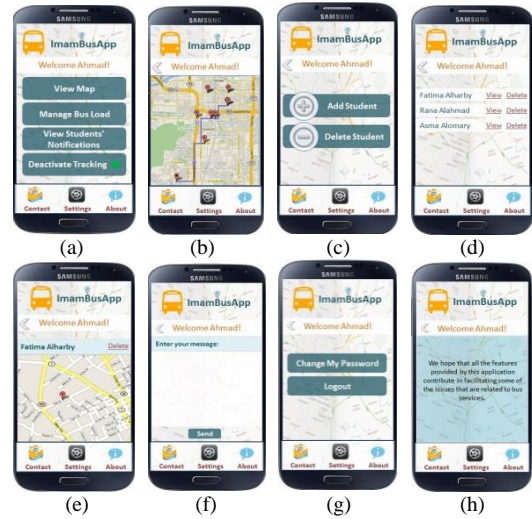 SAMSUNG
ImamBusApp
Welcome Ahmad!
View Map
Manage Bus Load
View Students'
Notifications
Deactivate Tracking
Contact Settings About
(a)
SAMSUNG
ImamBusApp
Welcome Ahmad!
Contact Settings About
(b)
SAMSUNG
ImamBusApp
Welcome Ahmad!
Add Student
Delete Student
Contact Settings About
(c)
SAMSUNG
ImamBusApp
Welcome Ahmad!
Fatima Alharby View Delete
Rana Alahmad View Delete
Asma Alomary View Delete
Contact Settings About
(d)
SAMSUNG
ImamBusApp
Welcome Ahmad!
Fatima Alharby Delete
Contact Settings About
(e)
SAMSUNG
ImamBusApp
Welcome Ahmad!
Enter your message:
Send
Contact Settings About
(f)
SAMSUNG
ImamBusApp
Welcome Ahmad!
Change My Password
Logout
Contact Settings About
(g)
SAMSUNG
ImamBusApp
Welcome Ahmad!
We hope that all the features
provided by this application
contribute in facilitating some of
the issues that are related to bus
services.
Contact Settings About
(h)